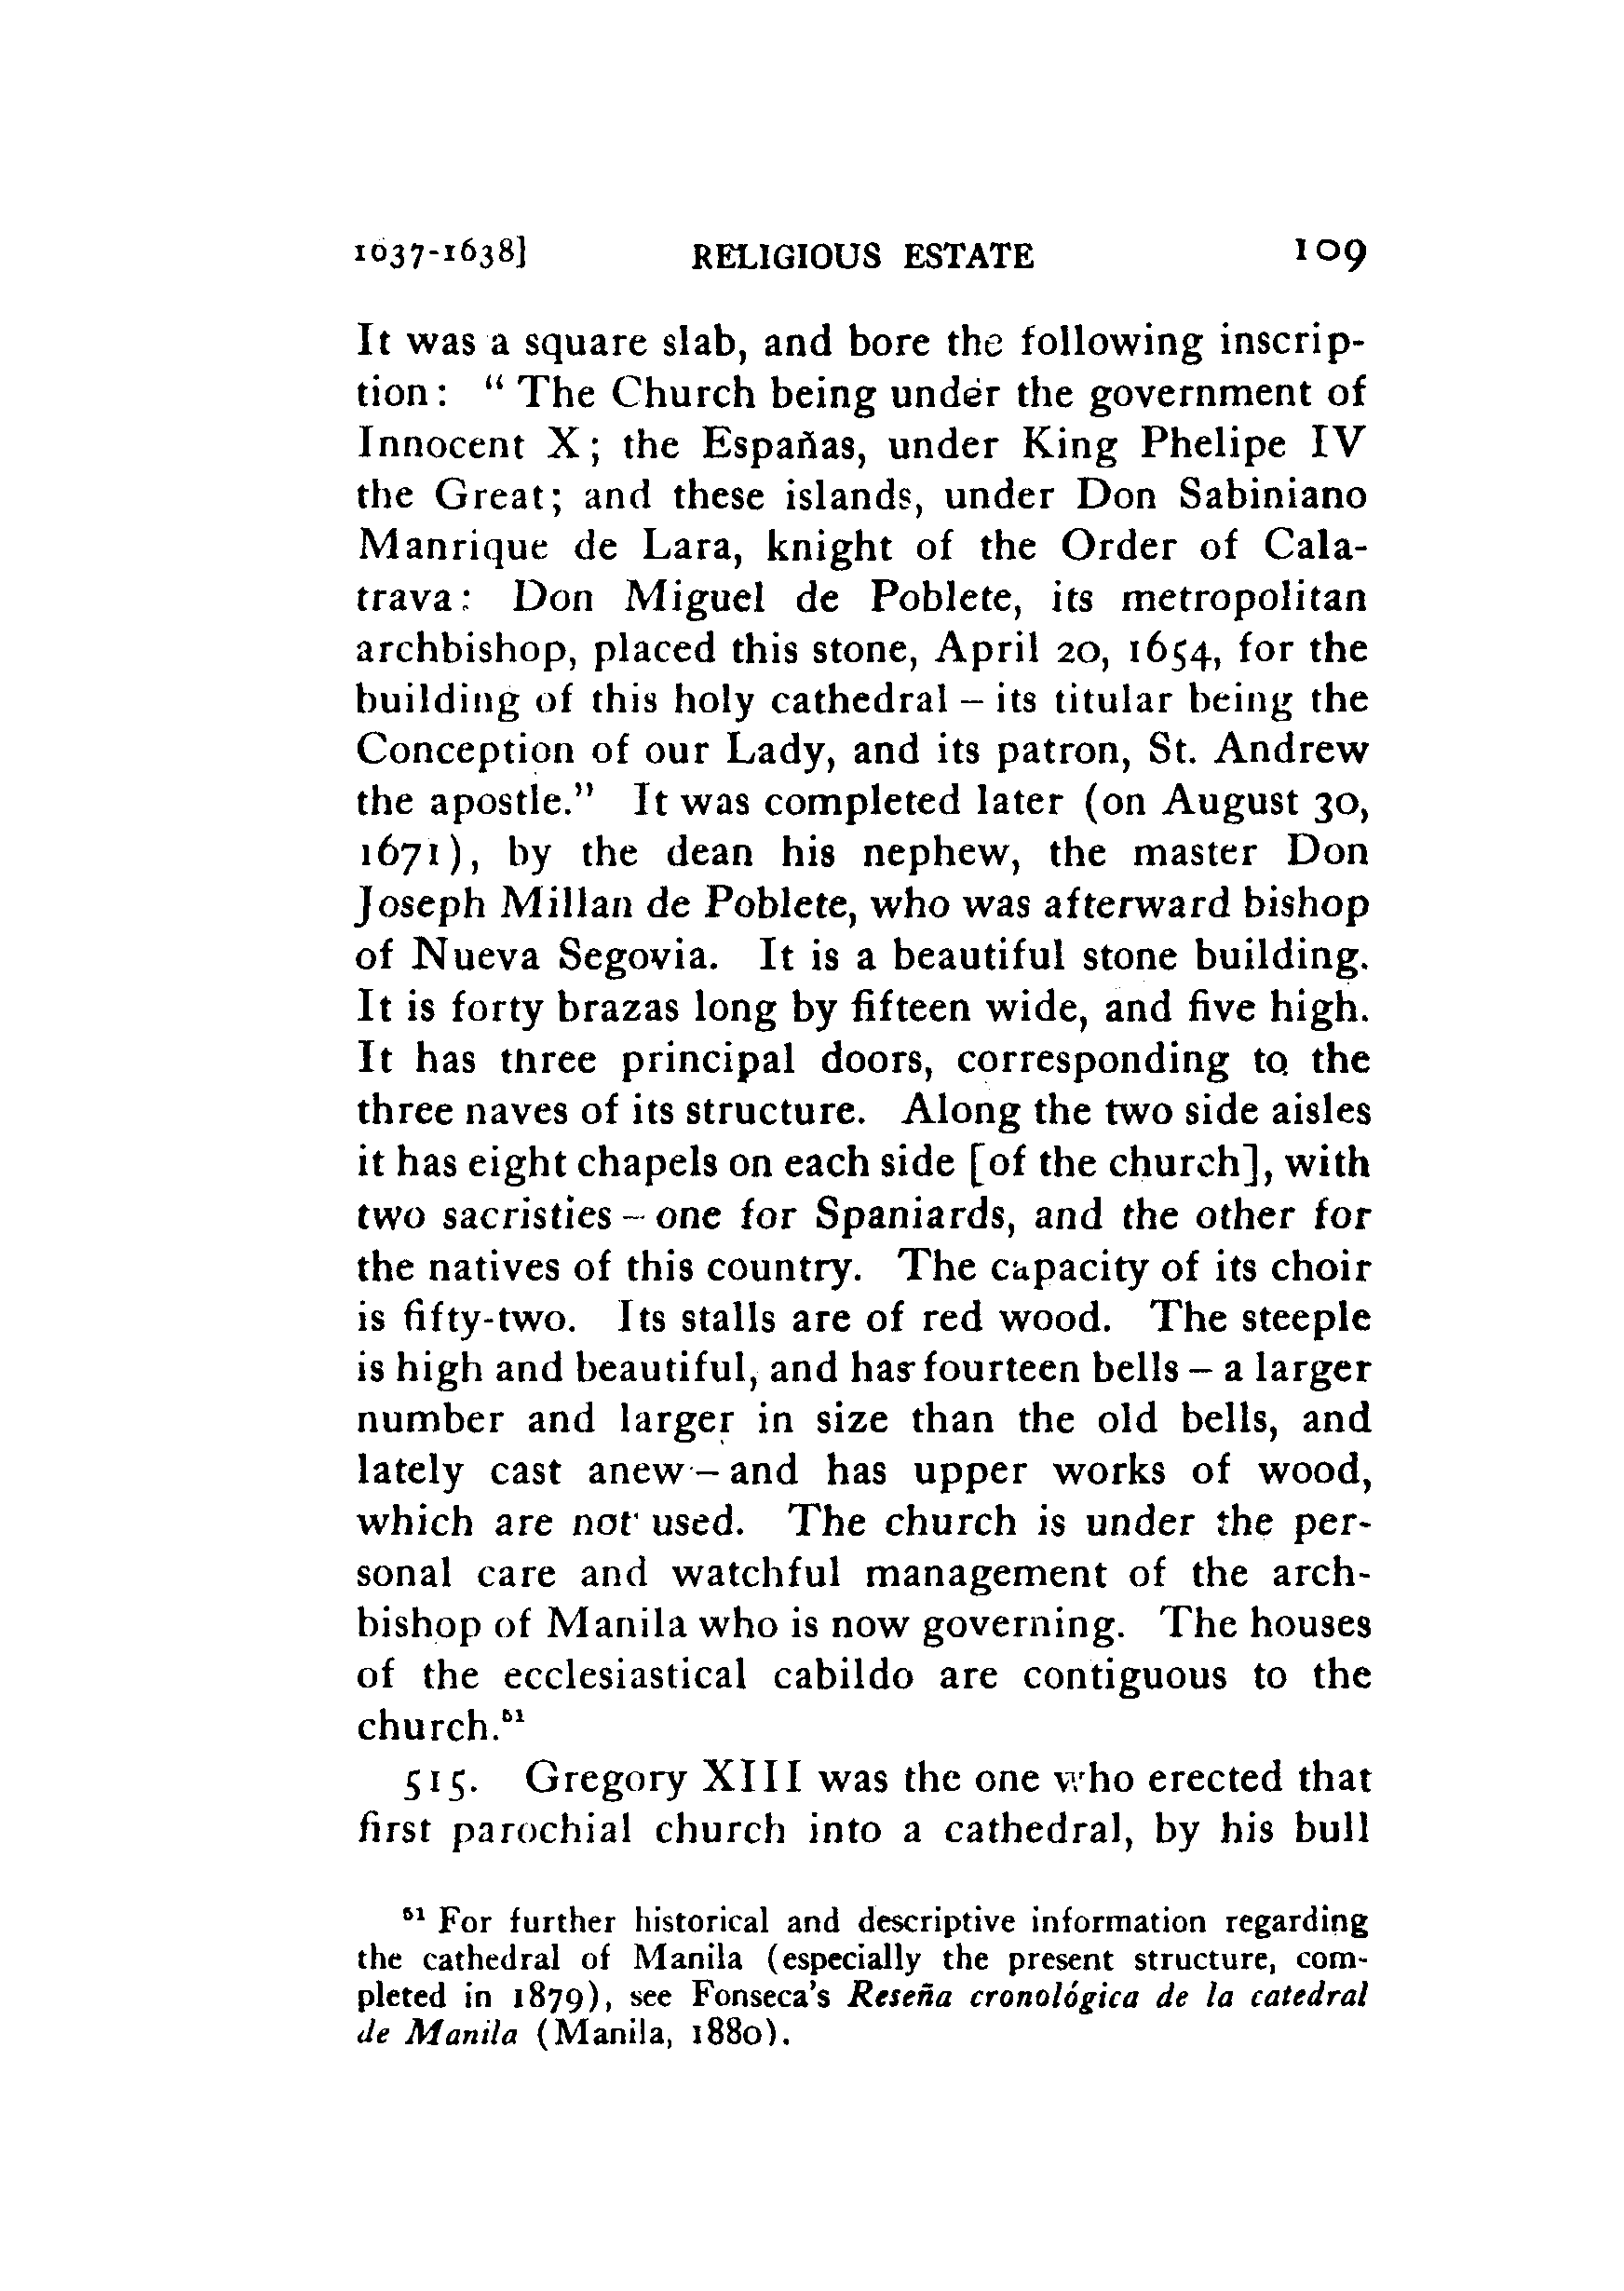 1637-1638] RELIGIOUS ESTATE 109
It was a square slab, and bore the following inscrip-
tion: “ The Church being under the government of
Innocent X; the Españas, under King Phelipe IV
the Great; and these islands, under Don Sabiniano
Manrique de Lara, knight of the Order of Cala-
trava: Don Miguel de Poblete, its metropolitan
archbishop, placed this stone, April 20, 1654, for the
building of this holy cathedral – its titular being the
Conception of our Lady, and its patron, St. Andrew
the apostle.” It was completed later (on August 30,
1671), by the dean his nephew, the master Don
Joseph Millan de Poblete, who was afterward bishop
of Nueva Segovia. It is a beautiful stone building.
It is forty brazas long by fifteen wide, and five high.
It has three principal doors, corresponding to the
three naves of its structure. Along the two side aisles
it has eight chapels on each side [of the church], with
two sacristies – one for Spaniards, and the other for
the natives of this country. The capacity of its choir
is fifty-two. Its stalls are of red wood. The steeple
is high and beautiful, and has fourteen bells – a larger
number and larger in size than the old bells, and
lately cast anew – and has upper works of wood,
which are not used. The church is under the per-
sonal care and watchful management of the arch-
bishop of Manila who is now governing. The houses
of the ecclesiastical cabildo are contiguous to the
church.⁵¹
515. Gregory XIII was the one who erected that
first parochial church into a cathedral, by his bull
⁵¹ For further historical and descriptive information regarding
the cathedral of Manila (especially the present structure, com-
pleted in 1879), see Fonseca's Reseña cronológica de la catedral
de Manila (Manila, 1880).